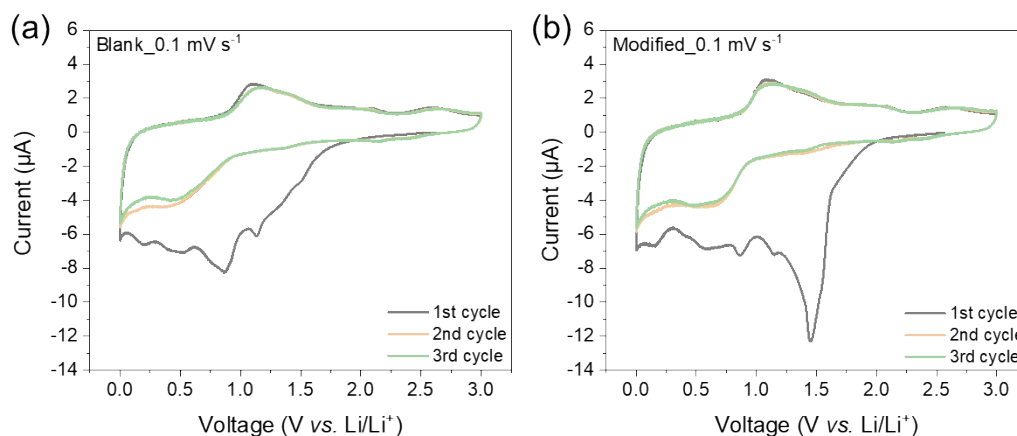 (a)
Blank_0.1 mV s⁻¹
6
4
2
0
-2
-4
-6
-8
-10
-12
-14
Current (μA)
1st cycle
2nd cycle
3rd cycle
0.0 0.5 1.0 1.5 2.0 2.5 3.0
Voltage (V vs. Li/Li⁺)
(b)
Modified_0.1 mV s⁻¹
6
4
2
0
-2
-4
-6
-8
-10
-12
-14
Current (μA)
1st cycle
2nd cycle
3rd cycle
0.0 0.5 1.0 1.5 2.0 2.5 3.0
Voltage (V vs. Li/Li⁺)